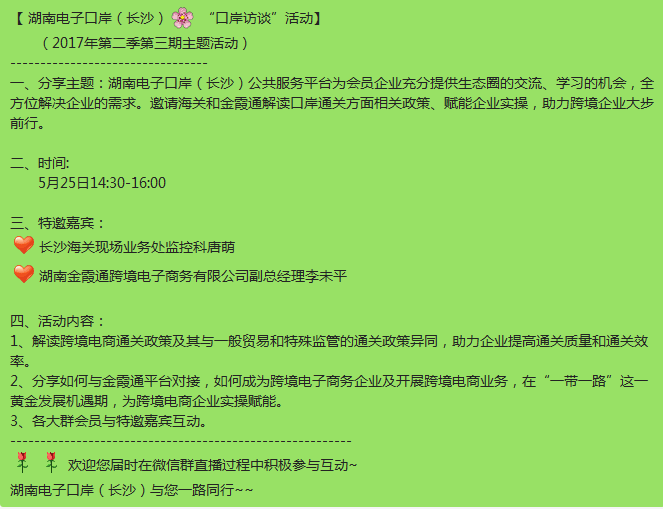 【 湖南电子口岸（长沙） “口岸访谈”活动】
（2017年第二季第三期主题活动）
---------------------------------
一、分享主题：湖南电子口岸（长沙）公共服务平台为会员企业充分提供生态圈的交流、学习的机会，全
方位解决企业的需求。邀请海关和金霞通解读口岸通关方面相关政策、赋能企业实操，助力跨境企业大步
前行。
二、时间:
5月25日14:30-16:00
三、特邀嘉宾：
长沙海关现场业务处监控科唐萌
湖南金霞通跨境电子商务有限公司副总经理李未平
四、活动内容：
1、解读跨境电商通关政策及其与一般贸易和特殊监管的通关政策异同，助力企业提高通关质量和通关效
率。
2、分享如何与金霞通平台对接，如何成为跨境电子商务企业及开展跨境电商业务，在“一带一路”这一
黄金发展机遇期，为跨境电商企业实操赋能。
3、各大群会员与特邀嘉宾互动。
---------------------------------------------------------
欢迎您届时在微信群直播过程中积极参与互动~
湖南电子口岸（长沙）与您一路同行~~